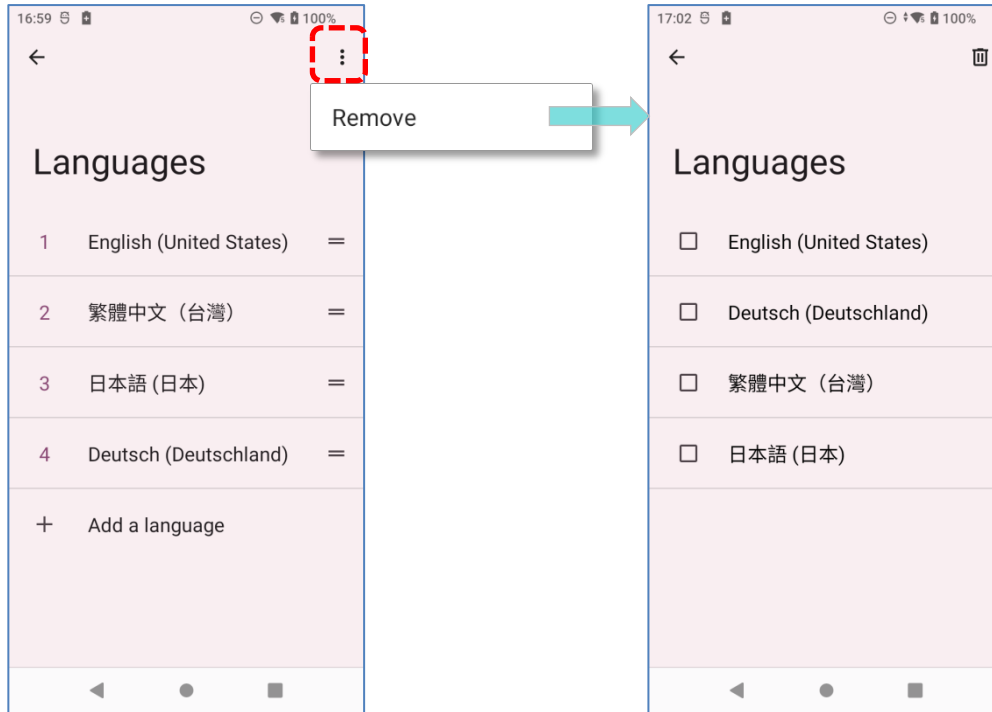 16:59
100%
Remove
Languages
1 English (United States)
2 繁體中文（台灣）
3 日本語 (日本)
4 Deutsch (Deutschland)
+ Add a language
17:02
100%
Languages
English (United States)
Deutsch (Deutschland)
繁體中文（台灣）
日本語 (日本)